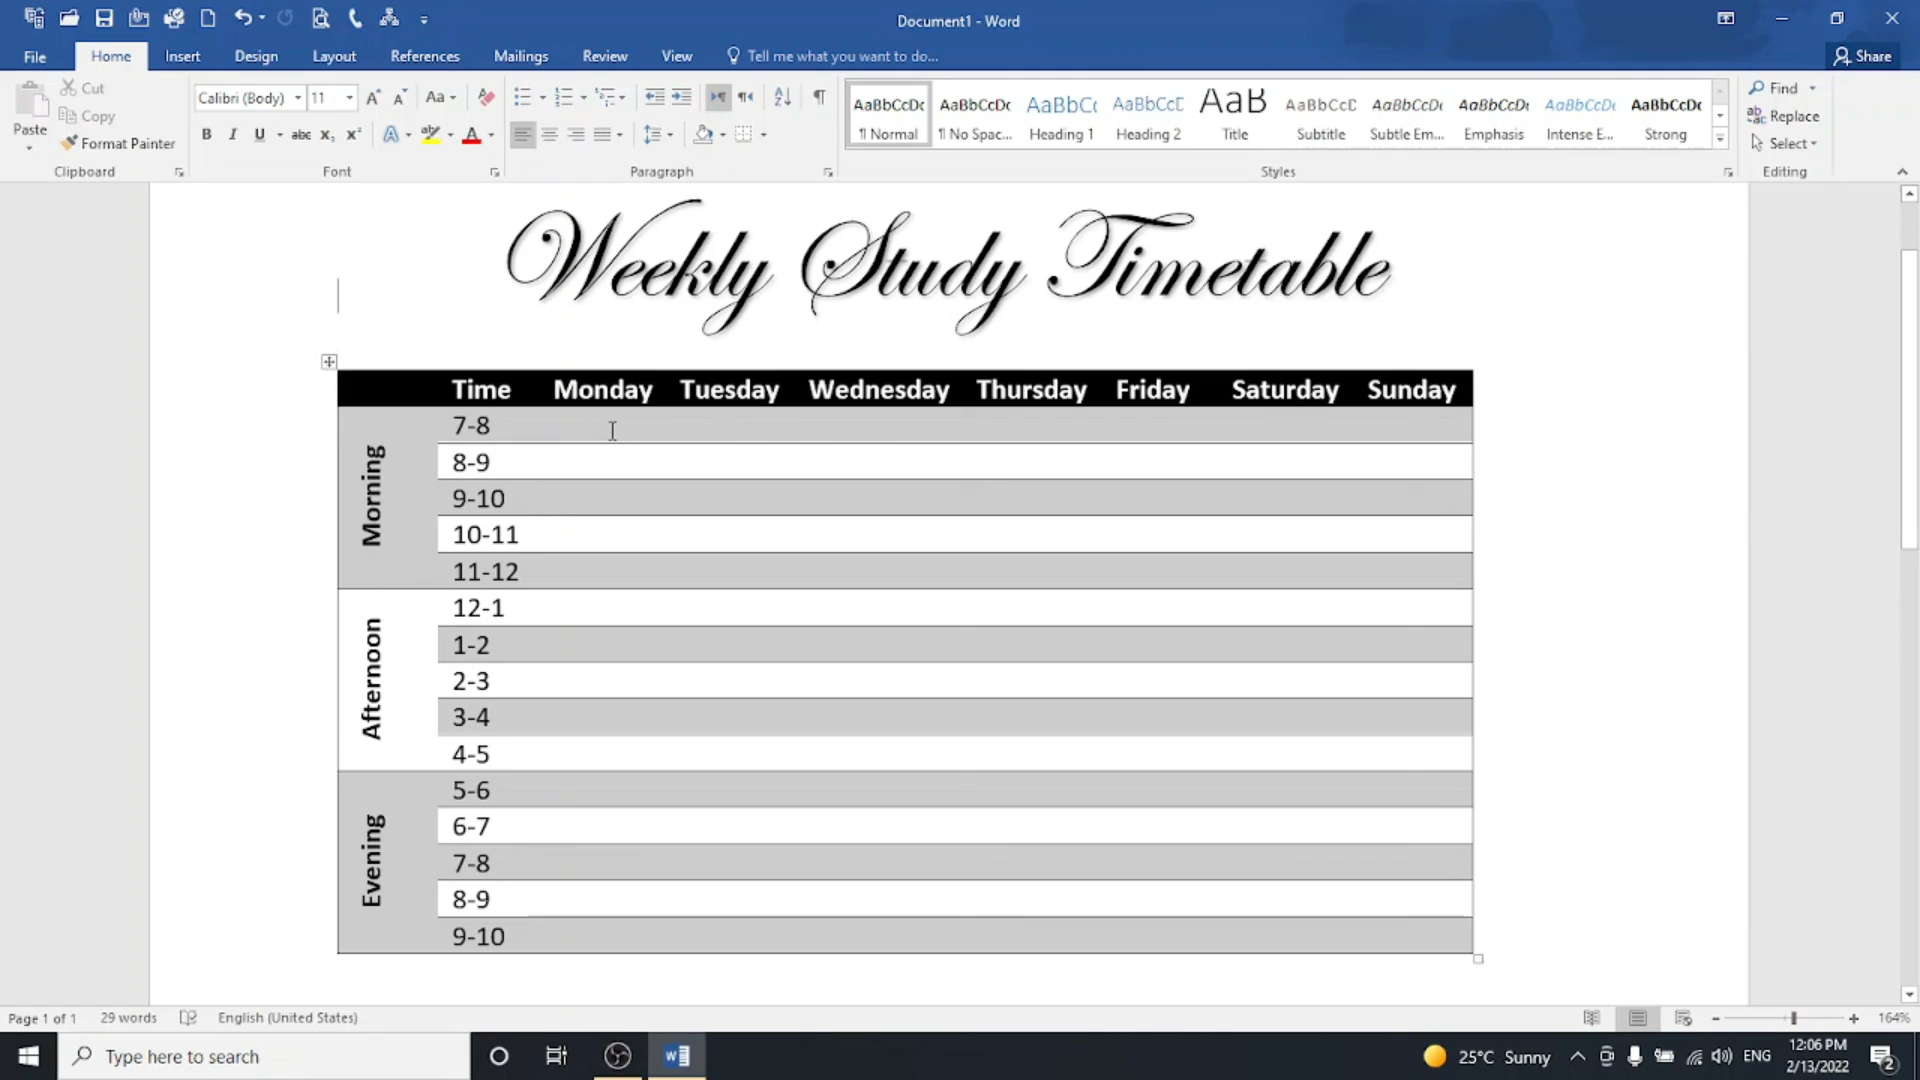 Document1 - Word
File Home Insert Design Layout References Mailings Review View Tell me what you want to do... Share
Paste
Cut
Copy
Format Painter
Clipboard
Calibri (Body) 11
Font
Paragraph
AaBbCcDc AaBbCcDc AaBbC( AaBbCcE AaB AaBbCcD AaBbCcDt AaBbCcDt AaBbCcDt AaBbCcDc
¶ Normal ¶ No Spac... Heading 1 Heading 2 Title Subtitle Subtle Em... Emphasis Intense E... Strong
Styles
Find
Replace
Select
Editing
Weekly Study Timetable
Time Monday Tuesday Wednesday Thursday Friday Saturday Sunday
Morning
7-8
8-9
9-10
10-11
11-12
Afternoon
12-1
1-2
2-3
3-4
4-5
Evening
5-6
6-7
7-8
8-9
9-10
Page 1 of 1 29 words English (United States) 164%
Type here to search
25°C Sunny ENG
12:06 PM
2/13/2022
2